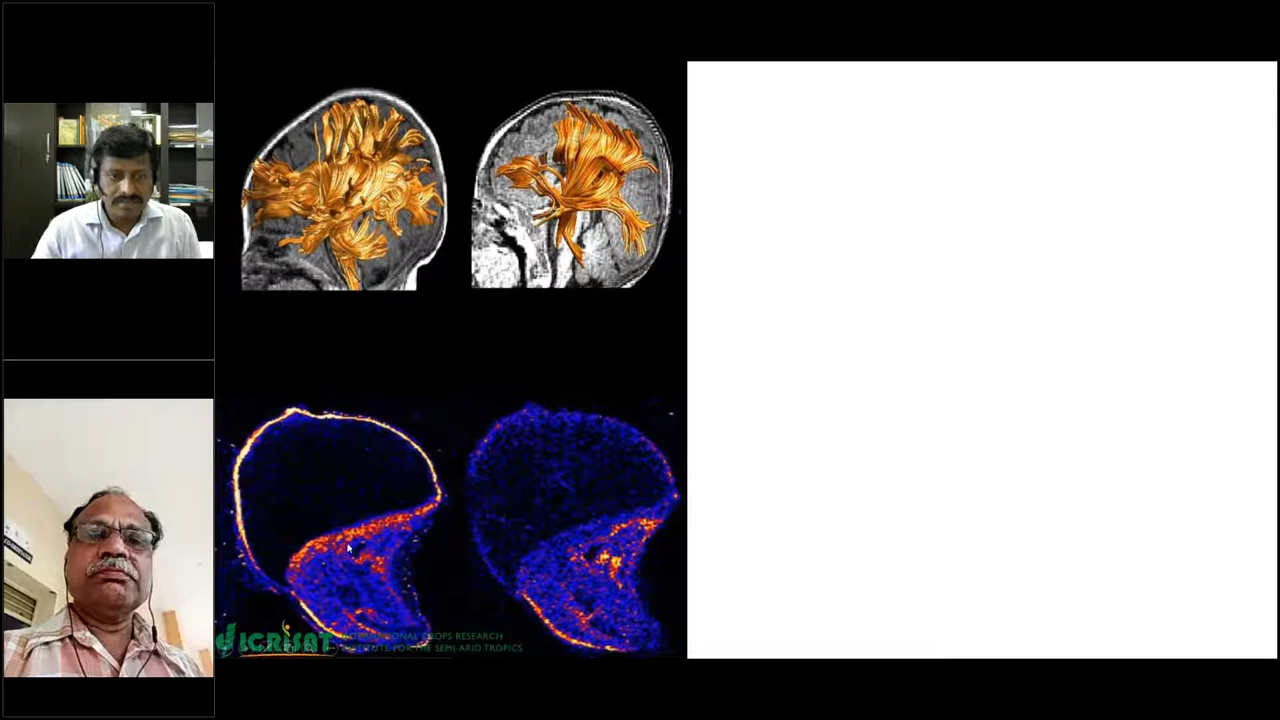 ICRISAT
INTERNATIONAL CROPS RESEARCH
INSTITUTE FOR THE SEMI-ARID TROPICS